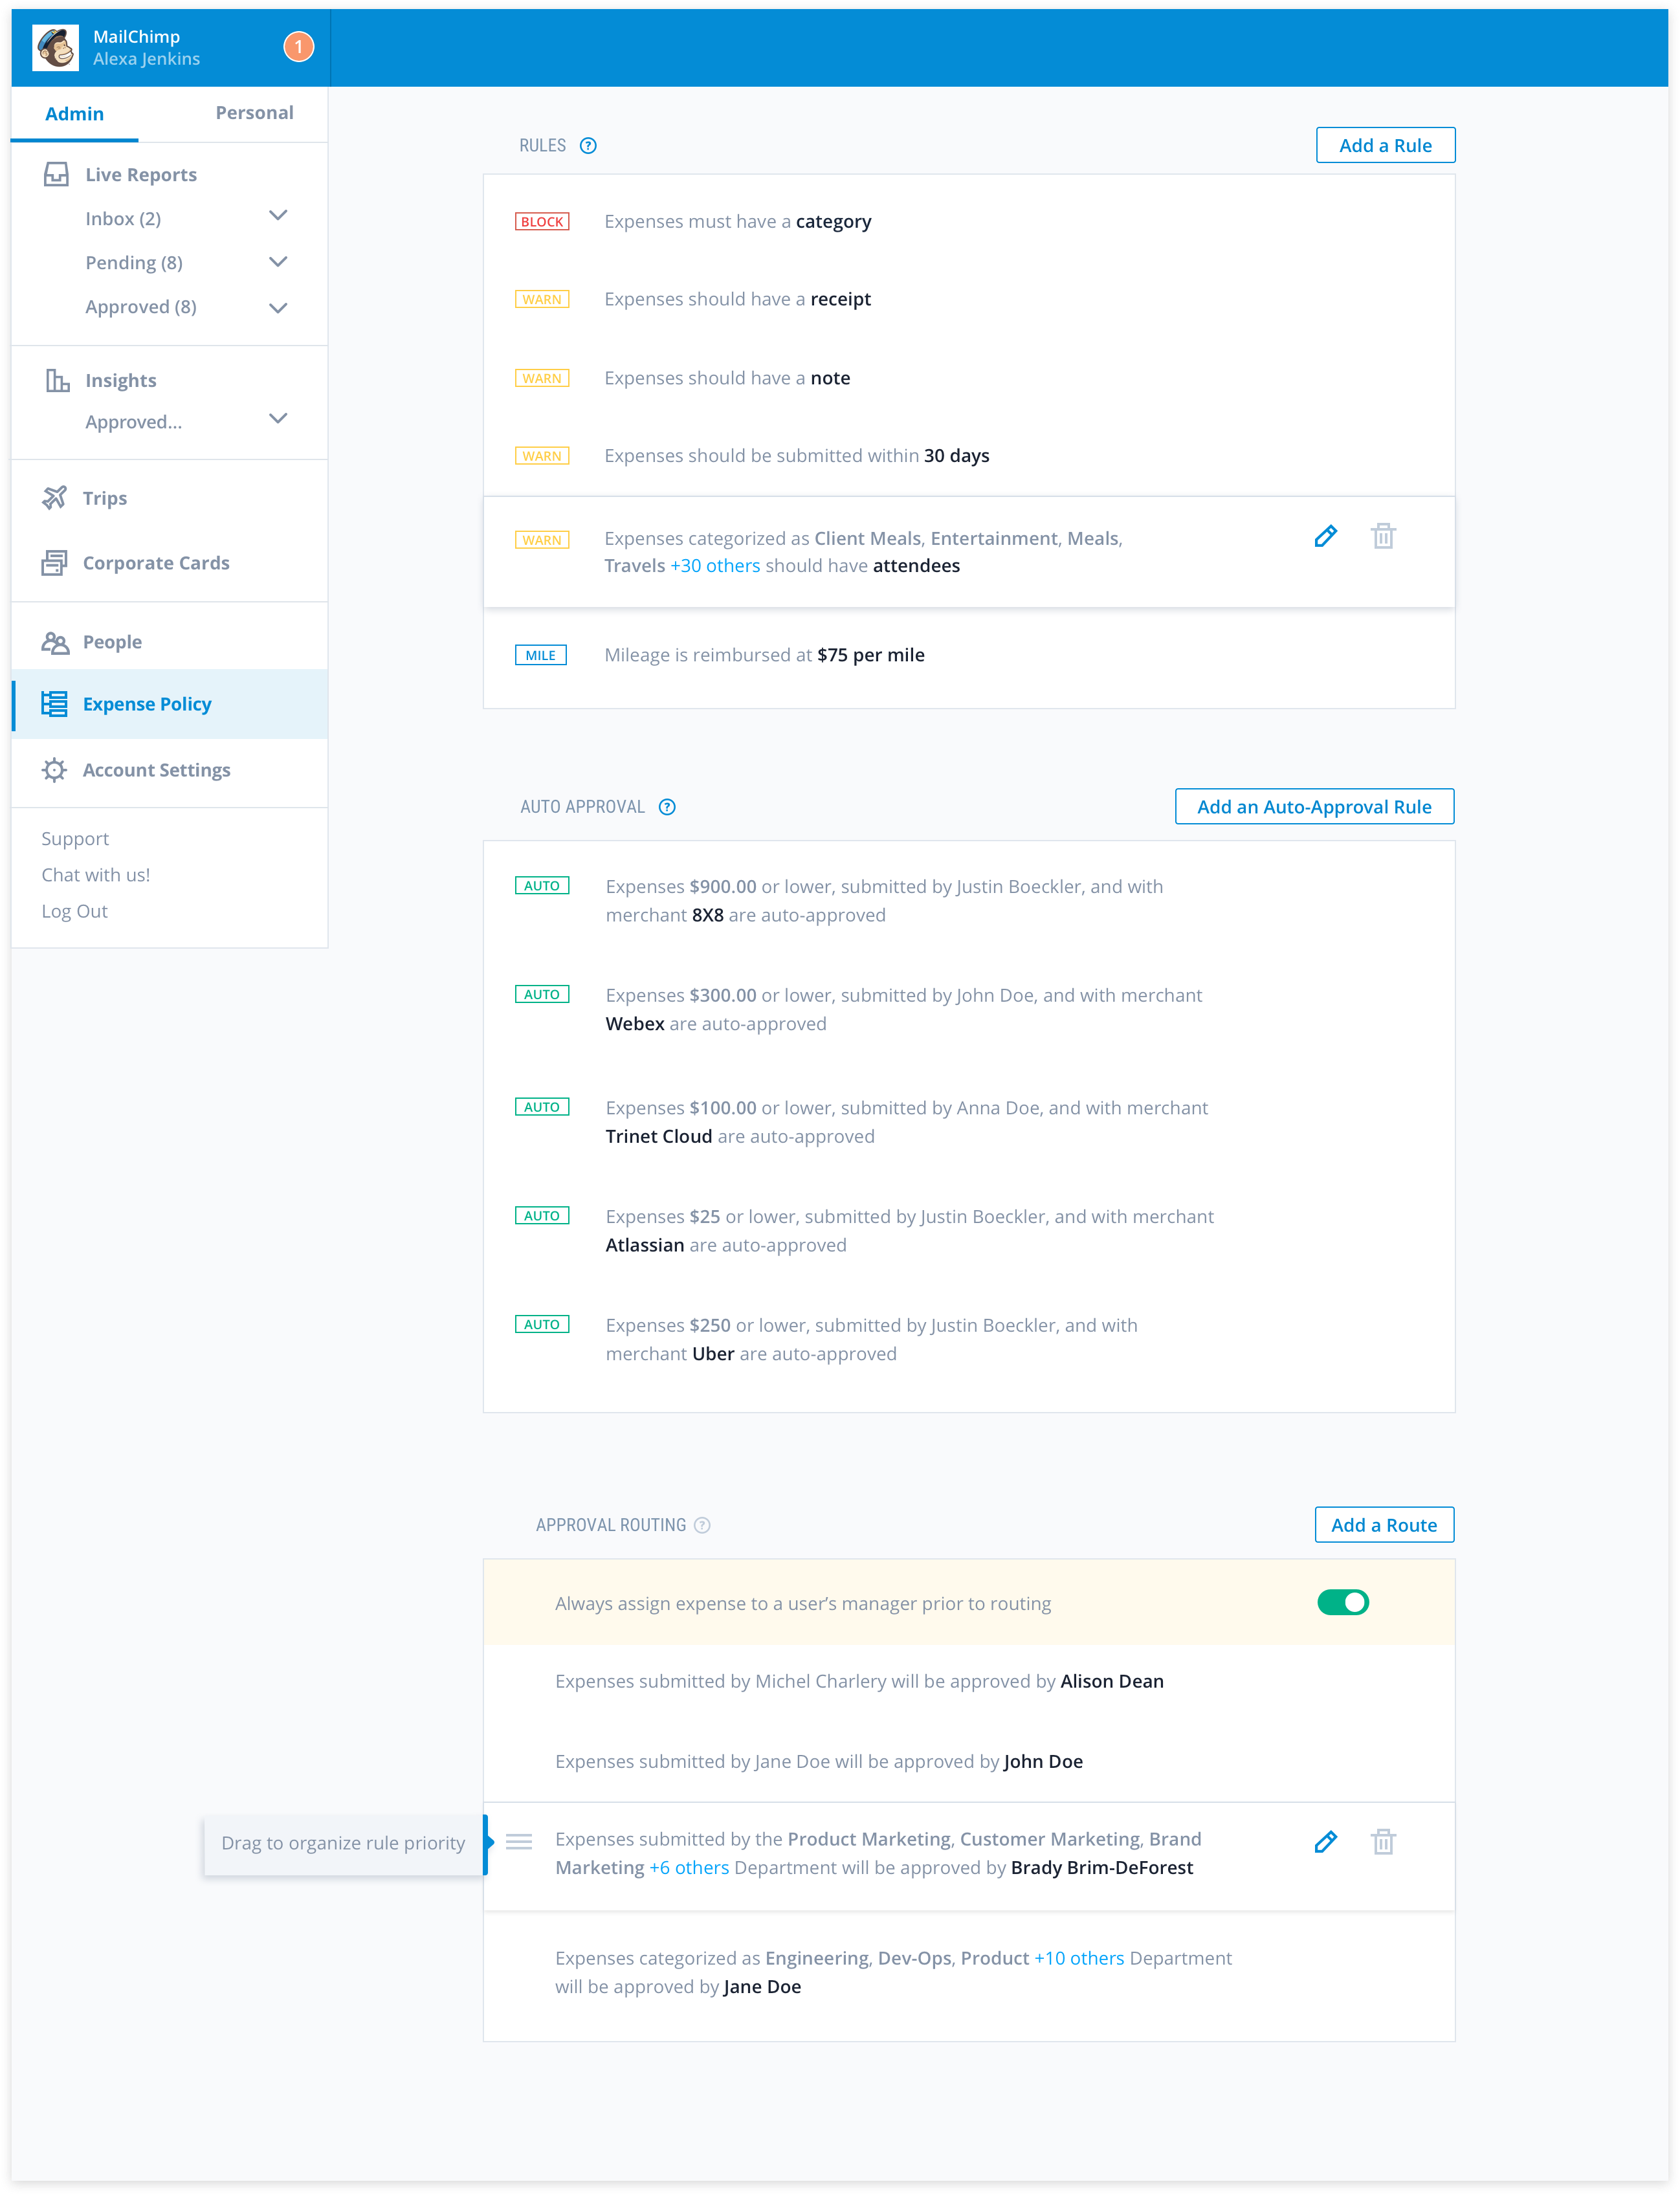 MailChimp
Alexa Jenkins
1
Admin
Personal
Live Reports
Inbox (2)
Pending (8)
Approved (8)
Insights
Approved...
Trips
Corporate Cards
People
Expense Policy
Account Settings
Support
Chat with us!
Log Out
RULES ?
Add a Rule
BLOCK Expenses must have a category
WARN Expenses should have a receipt
WARN Expenses should have a note
WARN Expenses should be submitted within 30 days
WARN Expenses categorized as Client Meals, Entertainment, Meals,
Travels +30 others should have attendees
MILE Mileage is reimbursed at $75 per mile
AUTO APPROVAL ?
Add an Auto-Approval Rule
AUTO Expenses $900.00 or lower, submitted by Justin Boeckler, and with
merchant 8X8 are auto-approved
AUTO Expenses $300.00 or lower, submitted by John Doe, and with merchant
Webex are auto-approved
AUTO Expenses $100.00 or lower, submitted by Anna Doe, and with merchant
Trinet Cloud are auto-approved
AUTO Expenses $25 or lower, submitted by Justin Boeckler, and with merchant
Atlassian are auto-approved
AUTO Expenses $250 or lower, submitted by Justin Boeckler, and with
merchant Uber are auto-approved
APPROVAL ROUTING ?
Add a Route
Always assign expense to a user’s manager prior to routing
Expenses submitted by Michel Charlery will be approved by Alison Dean
Expenses submitted by Jane Doe will be approved by John Doe
Drag to organize rule priority
Expenses submitted by the Product Marketing, Customer Marketing, Brand
Marketing +6 others Department will be approved by Brady Brim-DeForest
Expenses categorized as Engineering, Dev-Ops, Product +10 others Department
will be approved by Jane Doe